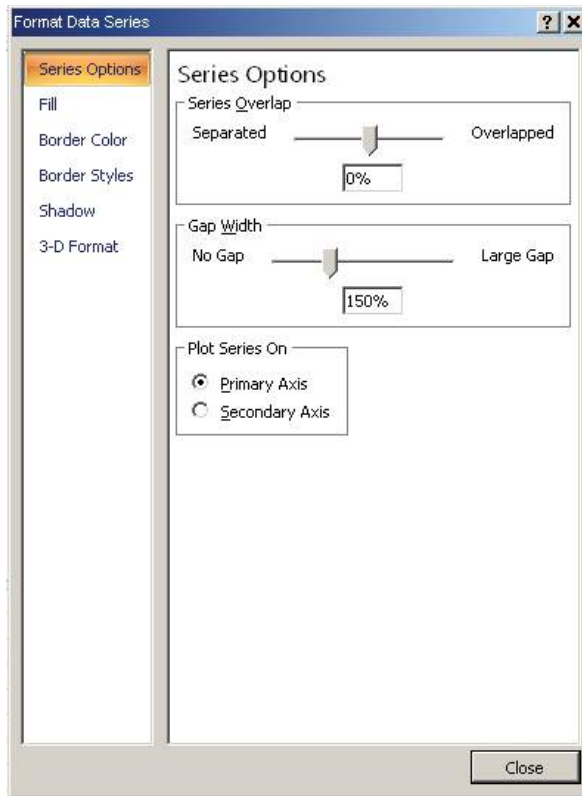 Format Data Series
? X
Series Options
Fill
Border Color
Border Styles
Shadow
3-D Format
Series Options
Series Overlap
Separated Overlapped
0%
Gap Width
No Gap Large Gap
150%
Plot Series On
Primary Axis
Secondary Axis
Close